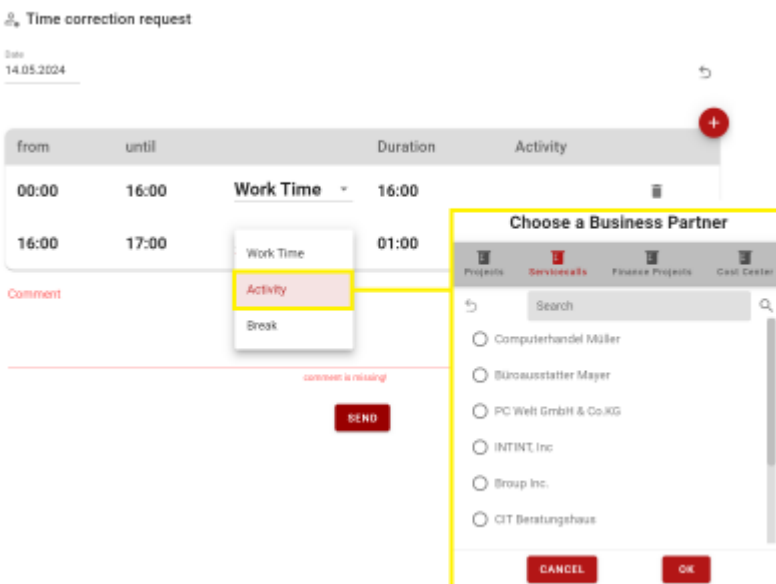 Time correction request
Date
14.05.2024
from until Duration Activity
00:00 16:00 Work Time 16:00
16:00 17:00 01:00
Work Time
Activity
Break
Comment
comment is missing!
SEND
Choose a Business Partner
Projects Servicecalls Finance Projects Cost Center
Search
Computerhandel Müller
Büroausstatter Mayer
PC Welt GmbH & Co.KG
INTINT, Inc
Broup Inc.
CIT Beratungshaus
CANCEL OK